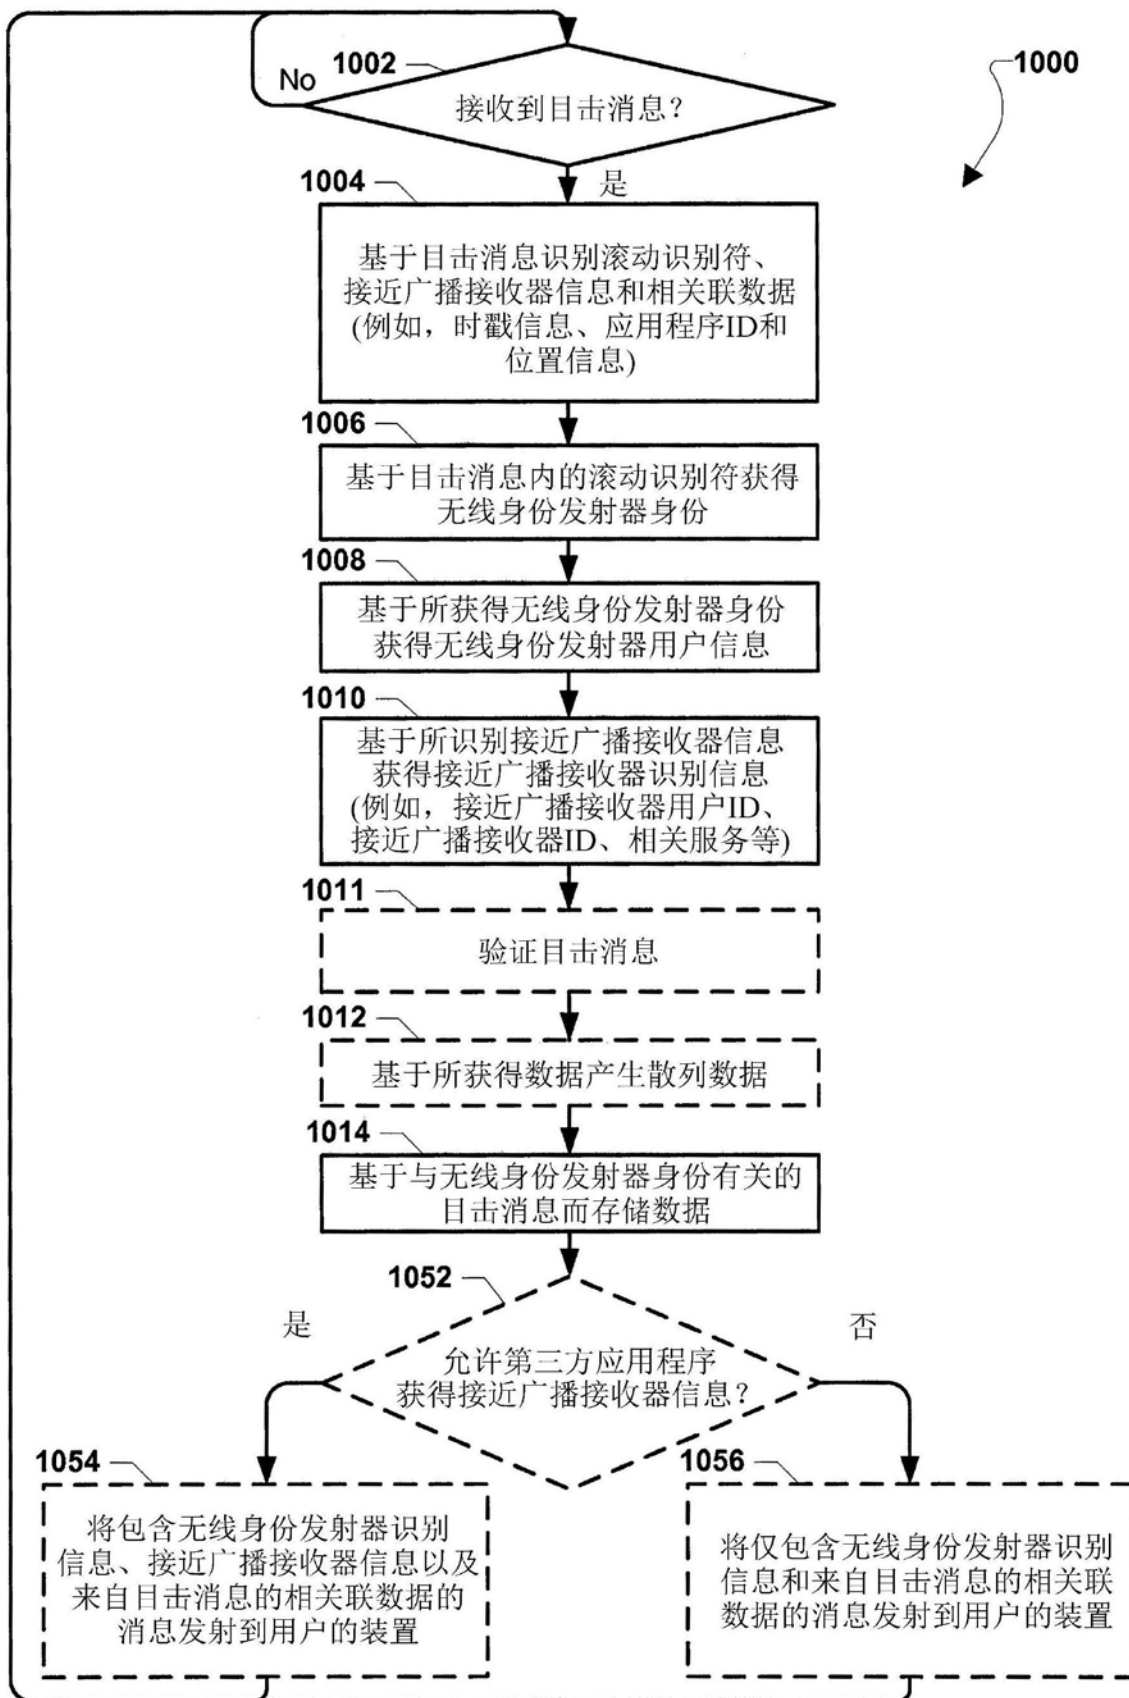 1000
1002
No
接收到目击消息？
是
1004
基于目击消息识别滚动识别符、
接近广播接收器信息和相关联数据
(例如，时戳信息、应用程序ID和
位置信息)
1006
基于目击消息内的滚动识别符获得
无线身份发射器身份
1008
基于所获得无线身份发射器身份
获得无线身份发射器用户信息
1010
基于所识别接近广播接收器信息
获得接近广播接收器识别信息
(例如，接近广播接收器用户ID、
接近广播接收器ID、相关服务等)
1011
验证目击消息
1012
基于所获得数据产生散列数据
1014
基于与无线身份发射器身份有关的
目击消息而存储数据
1052
是
否
允许第三方应用程序
获得接近广播接收器信息？
1054
将包含无线身份发射器识别
信息、接近广播接收器信息以及
来自目击消息的相关联数据的
消息发射到用户的装置
1056
将仅包含无线身份发射器识别
信息和来自目击消息的相关联
数据的消息发射到用户的装置